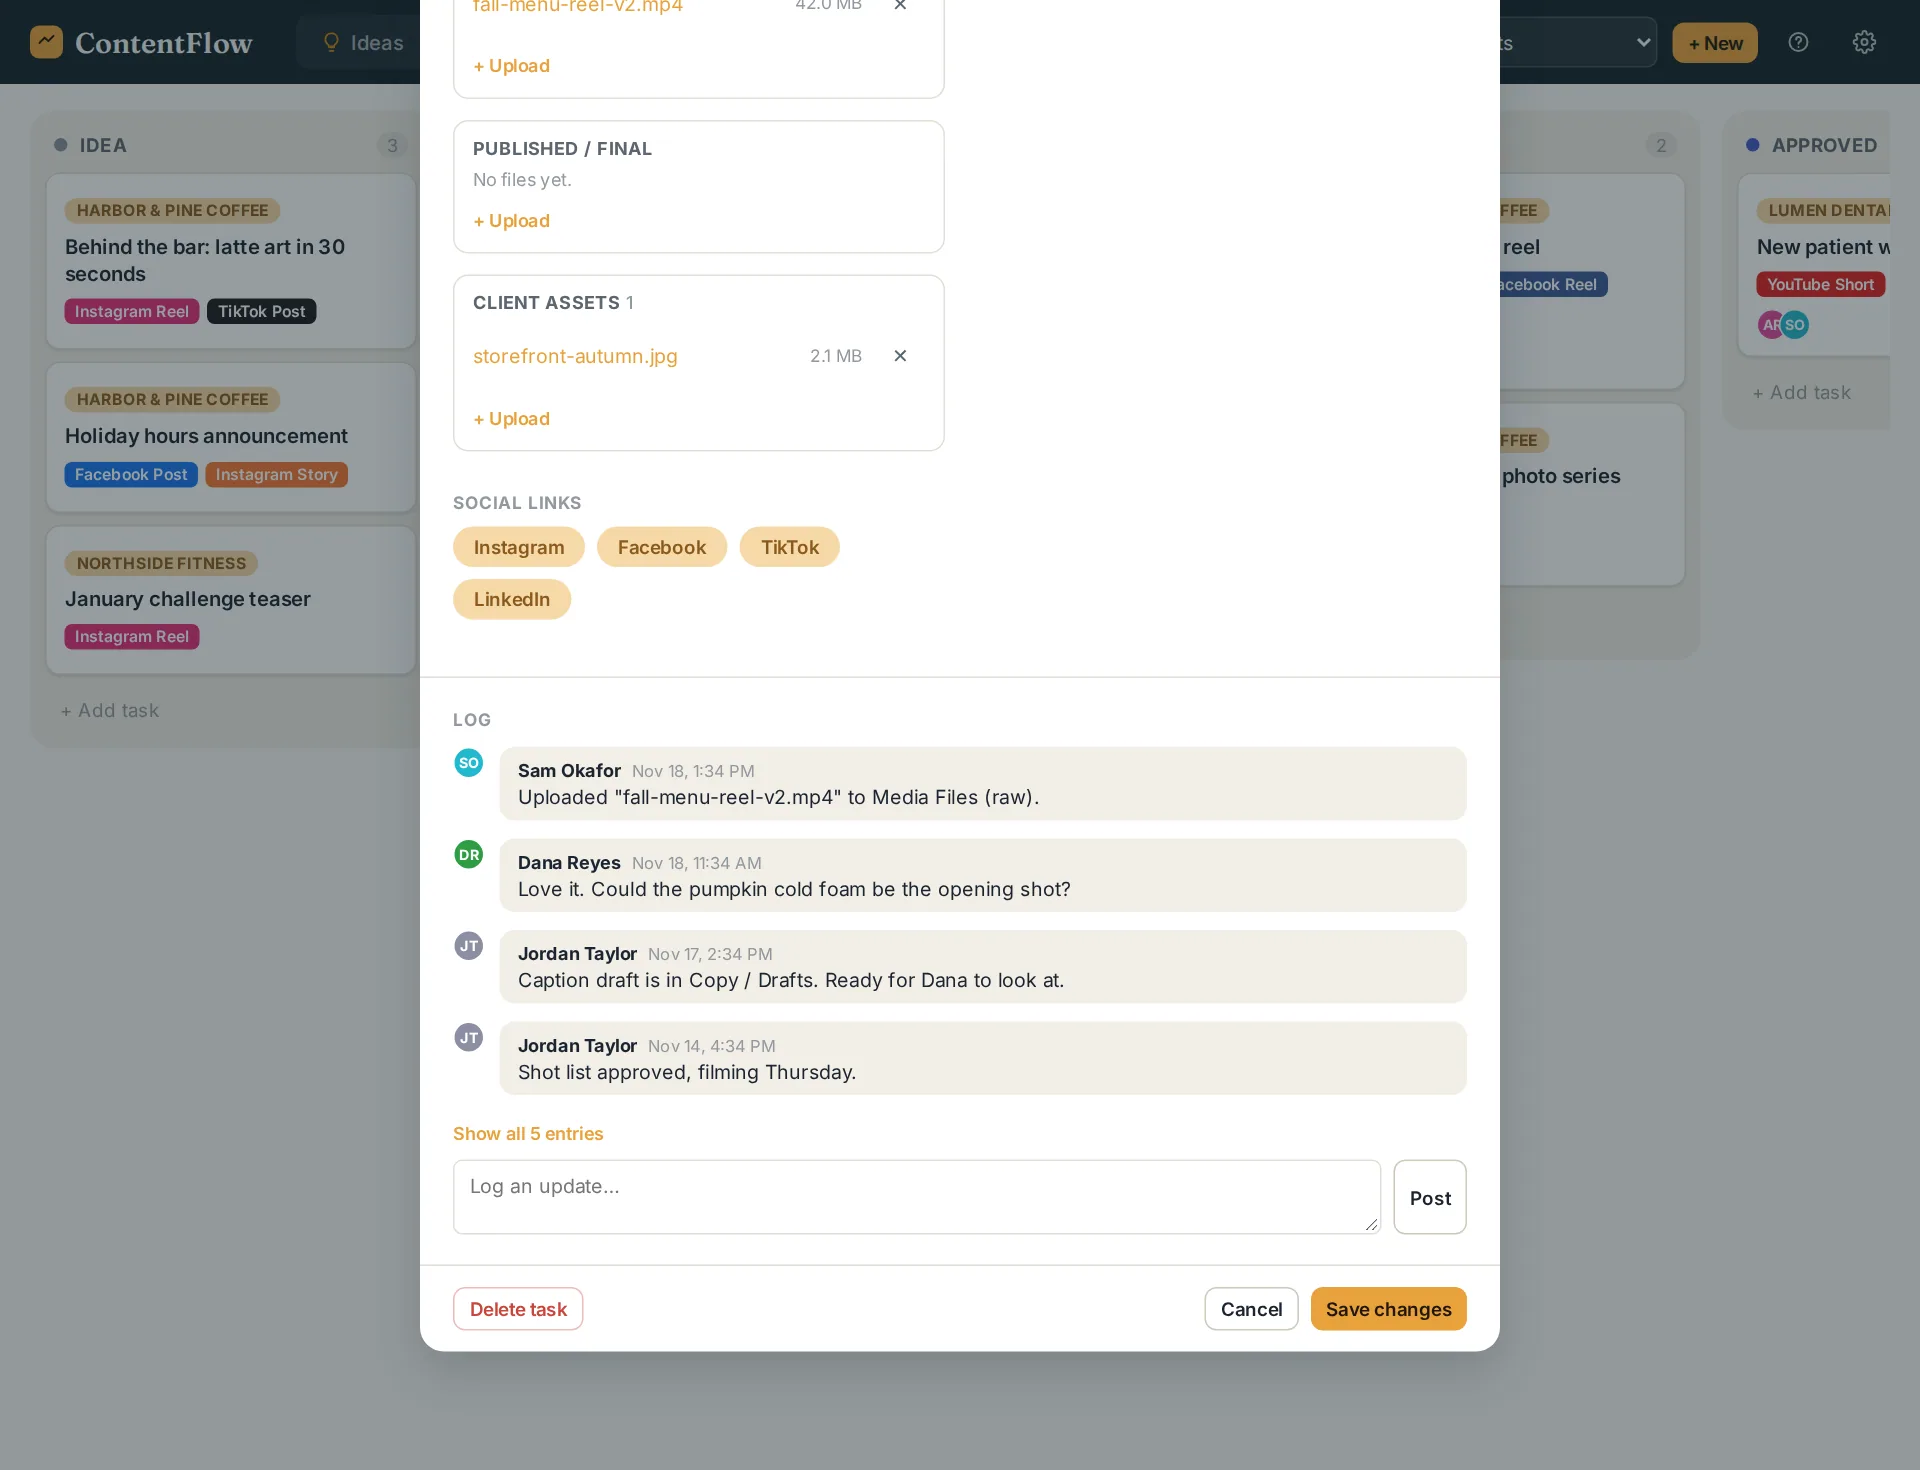 ContentFlow
Ideas
+ New
IDEA
3
HARBOR & PINE COFFEE
Behind the bar: latte art in 30
seconds
Instagram Reel
TikTok Post
HARBOR & PINE COFFEE
Holiday hours announcement
Facebook Post
Instagram Story
NORTHSIDE FITNESS
January challenge teaser
Instagram Reel
+ Add task
fall-menu-reel-v2.mp4
42.0 MB
✕
+ Upload
PUBLISHED / FINAL
No files yet.
+ Upload
CLIENT ASSETS 1
storefront-autumn.jpg
2.1 MB
✕
+ Upload
SOCIAL LINKS
Instagram
Facebook
TikTok
LinkedIn
LOG
SO
Sam Okafor Nov 18, 1:34 PM
Uploaded "fall-menu-reel-v2.mp4" to Media Files (raw).
DR
Dana Reyes Nov 18, 11:34 AM
Love it. Could the pumpkin cold foam be the opening shot?
JT
Jordan Taylor Nov 17, 2:34 PM
Caption draft is in Copy / Drafts. Ready for Dana to look at.
JT
Jordan Taylor Nov 14, 4:34 PM
Shot list approved, filming Thursday.
Show all 5 entries
Log an update...
Post
Delete task
Cancel
Save changes
2
reel
Reel
photo series
APPROVED
LUMEN
New patient
YouTube Short
SO
+ Add task